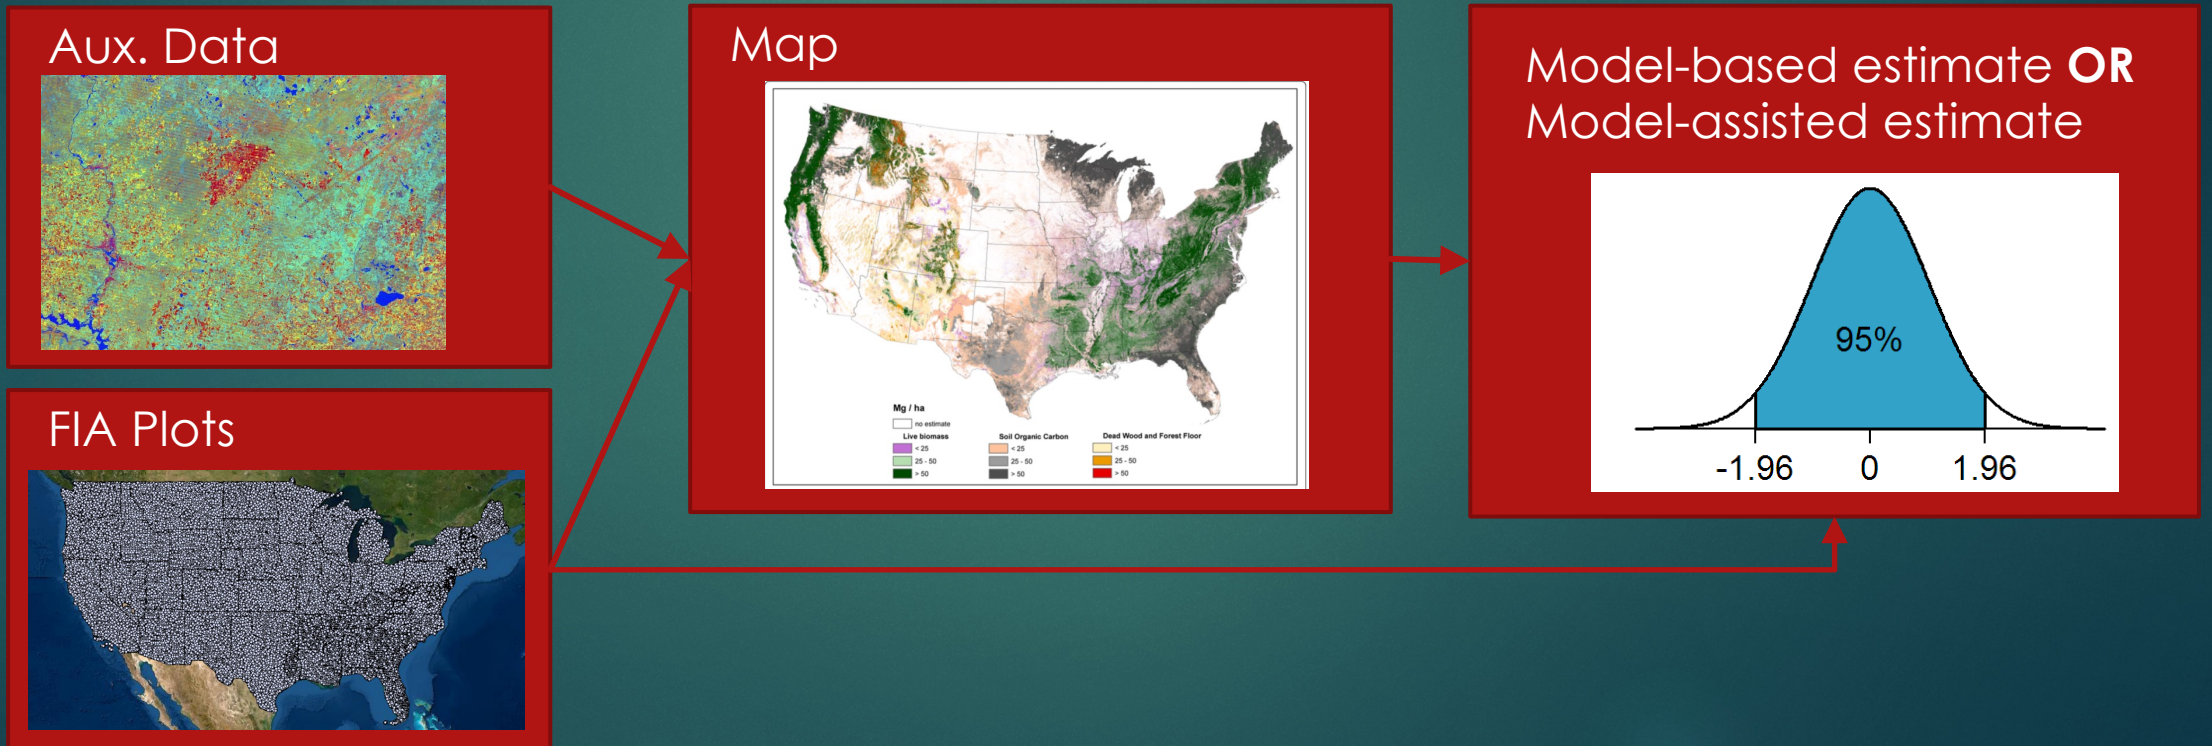 Aux. Data
FIA Plots
Map
Mg / ha
no estimate
Live biomass
< 25
25 - 50
> 50
Soil Organic Carbon
< 25
25 - 50
> 50
Dead Wood and Forest Floor
< 25
25 - 50
> 50
Model-based estimate OR
Model-assisted estimate
95%
-1.96 0 1.96